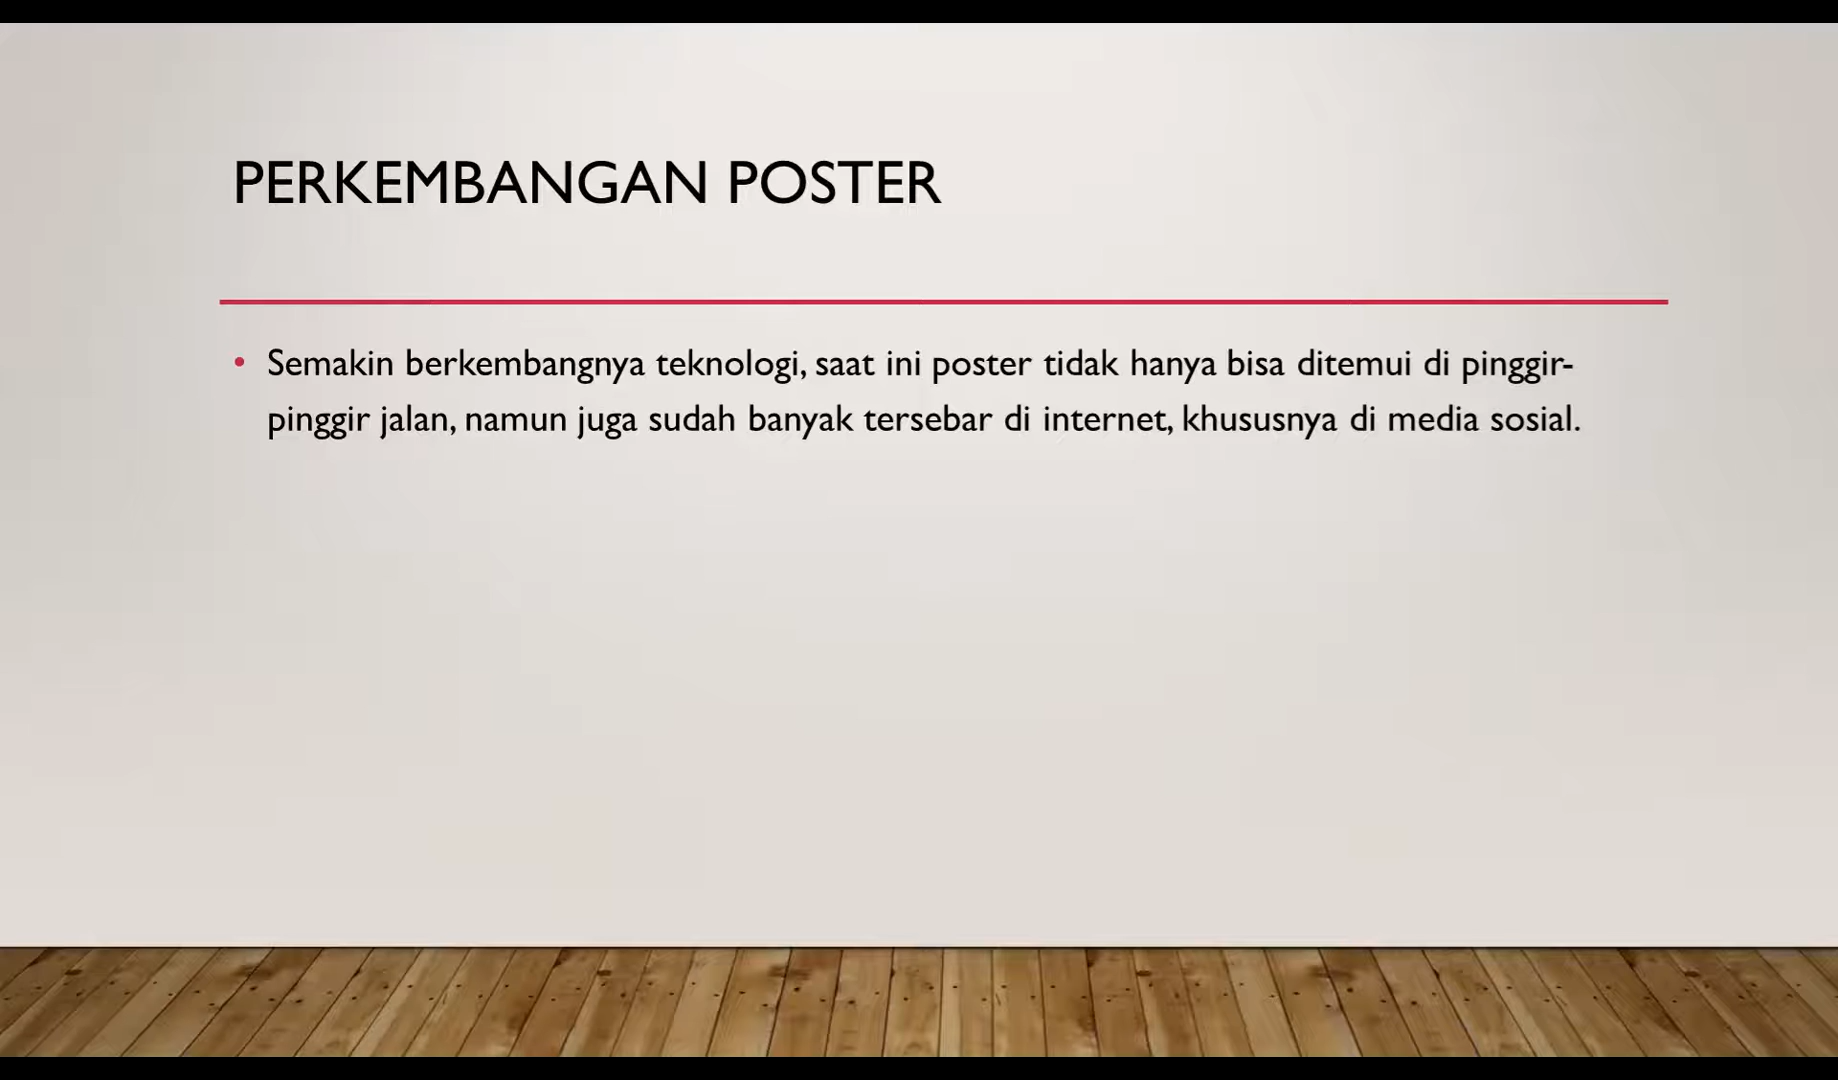 PERKEMBANGAN POSTER
• Semakin berkembangnya teknologi, saat ini poster tidak hanya bisa ditemui di pinggir-
pinggir jalan, namun juga sudah banyak tersebar di internet, khususnya di media sosial.